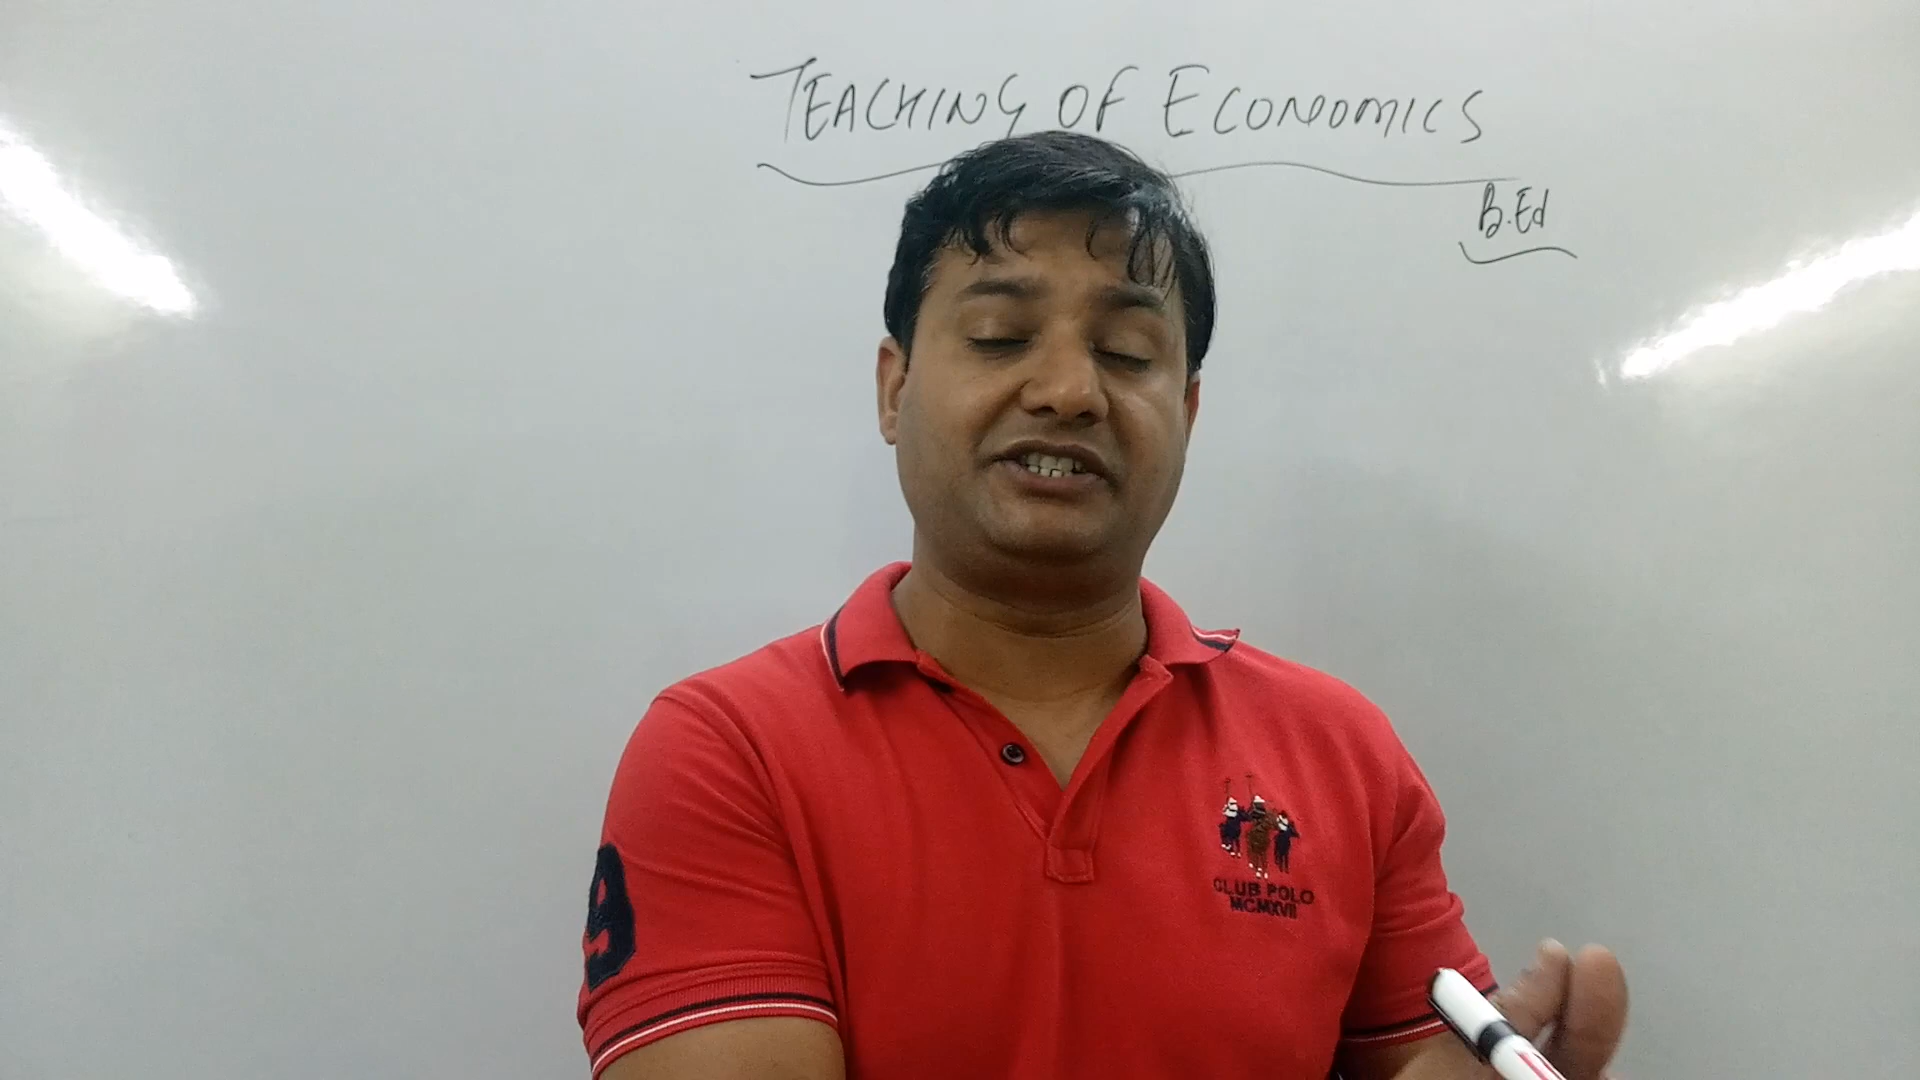 TEACHING OF ECONOMICS
B.Ed
9
CLUB POLO
MCMXVII